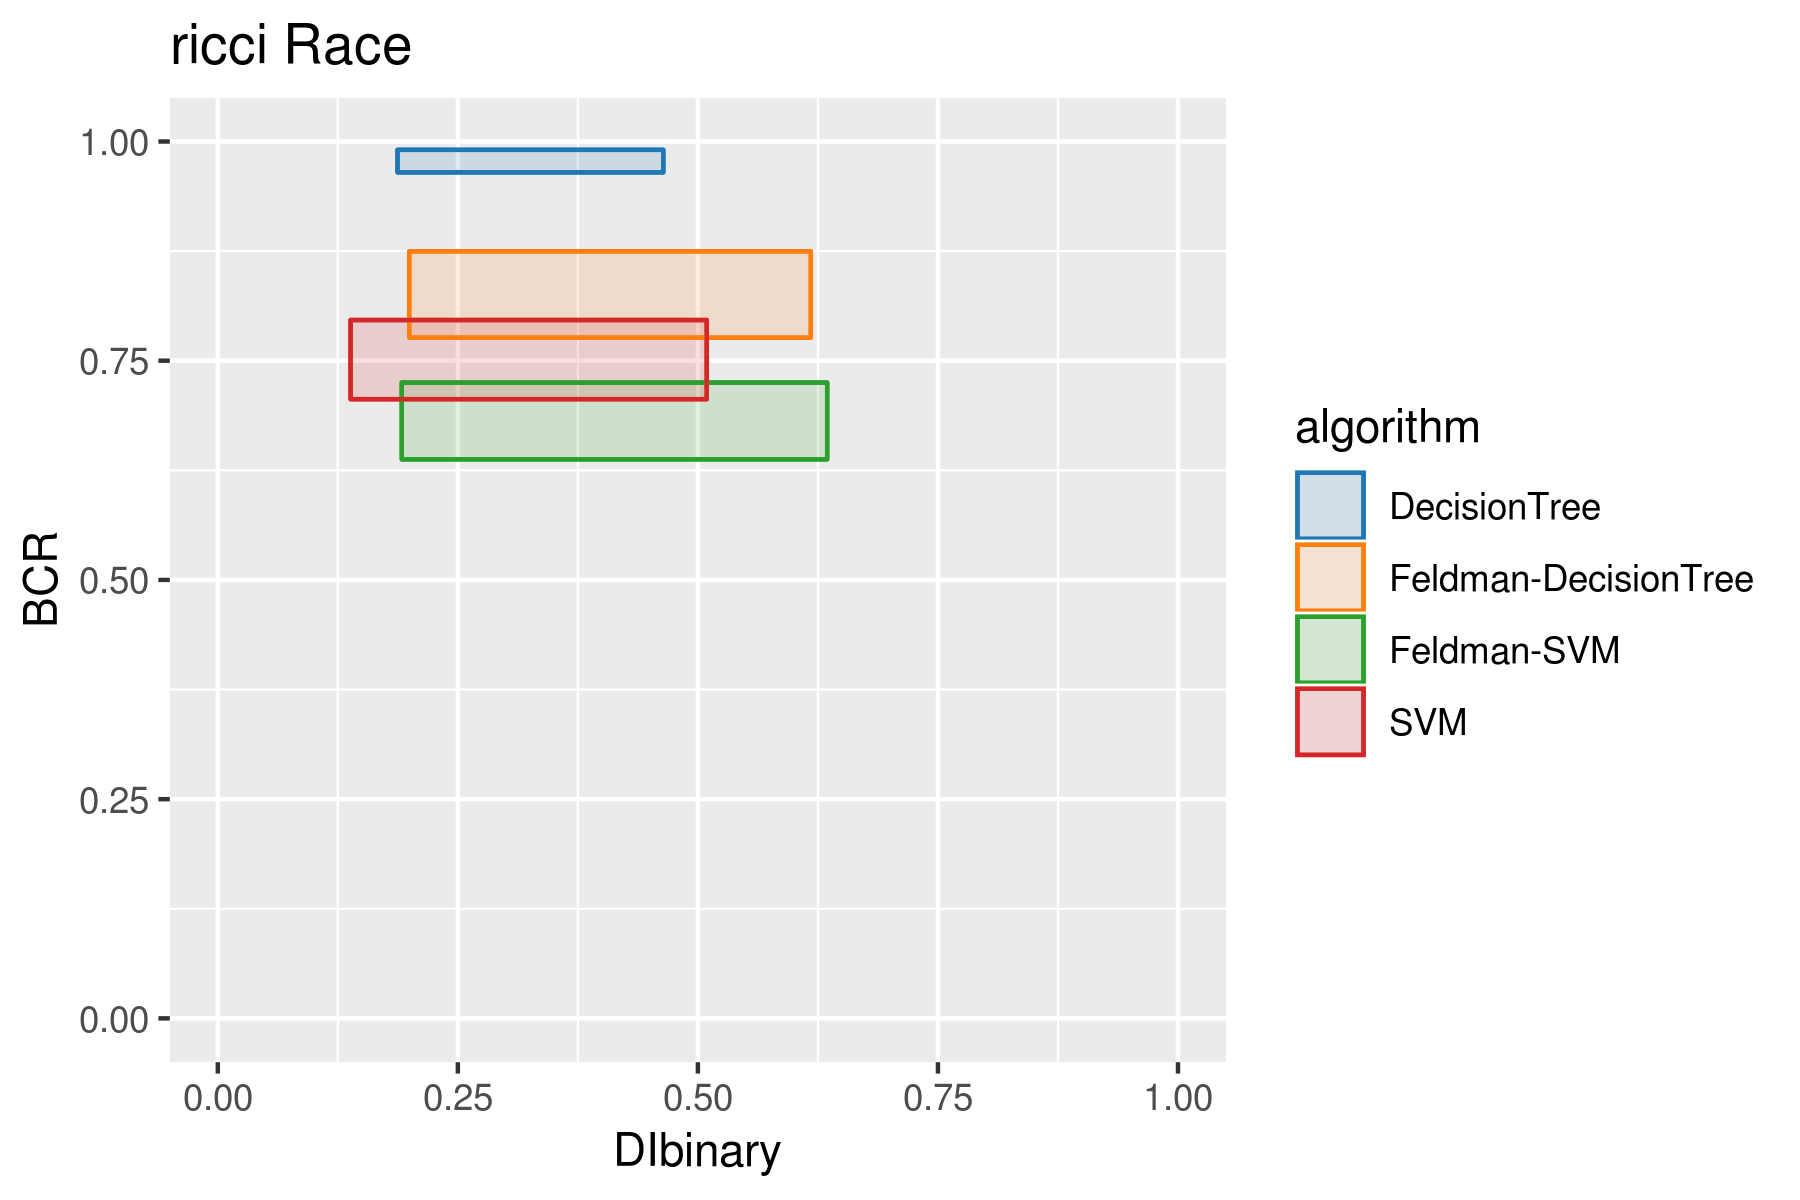 ricci Race
1.00
0.75
0.50
0.25
0.00
BCR
0.00 0.25 0.50 0.75 1.00
DIbinary
algorithm
DecisionTree
Feldman-DecisionTree
Feldman-SVM
SVM